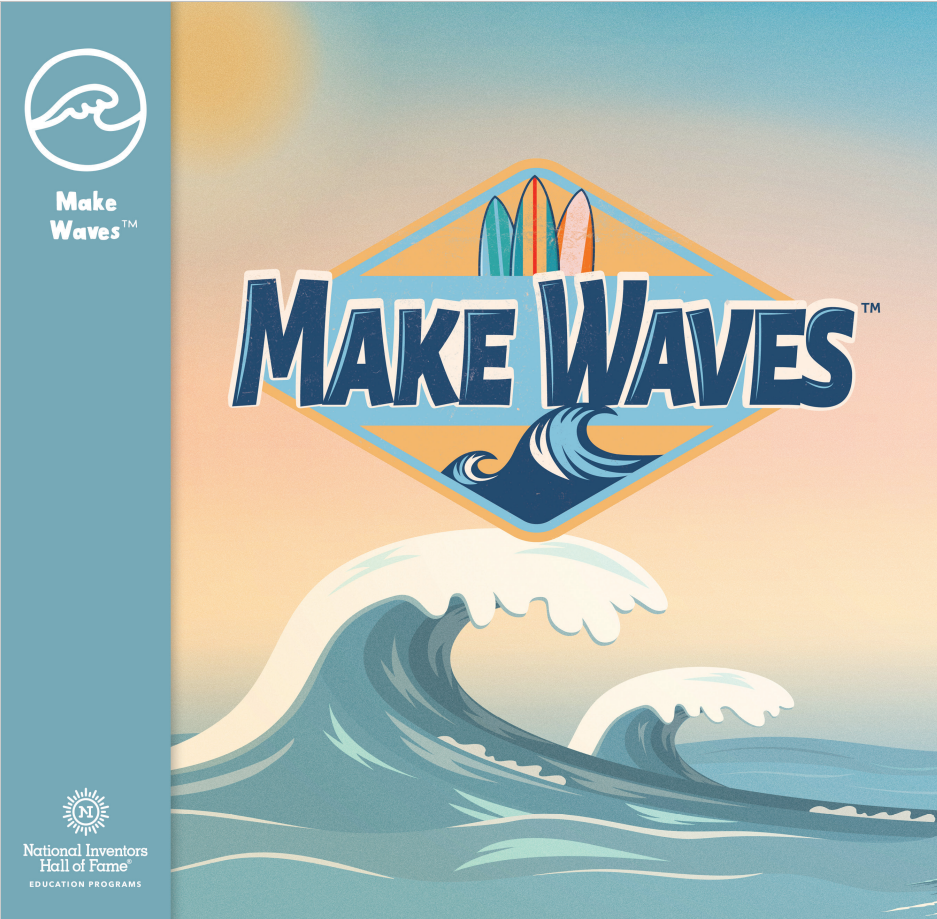 Make
Waves™
MAKE WAVES™
N
National Inventors
Hall of Fame®
EDUCATION PROGRAMS